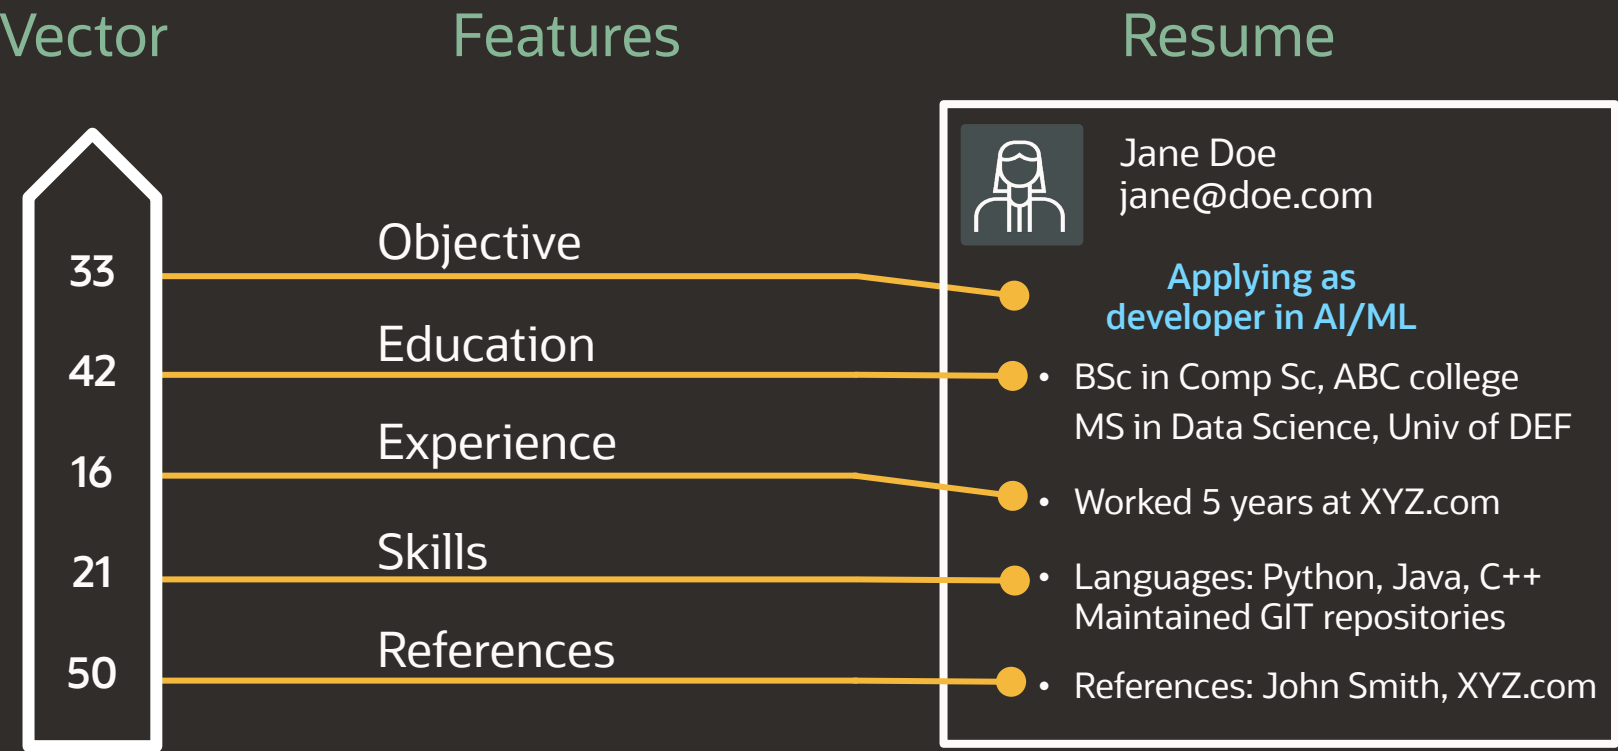 Vector
Features
Resume
Jane Doe
jane@doe.com
33
Objective
Applying as
developer in AI/ML
42
Education
• BSc in Comp Sc, ABC college
MS in Data Science, Univ of DEF
16
Experience
• Worked 5 years at XYZ.com
21
Skills
• Languages: Python, Java, C++
Maintained GIT repositories
50
References
• References: John Smith, XYZ.com